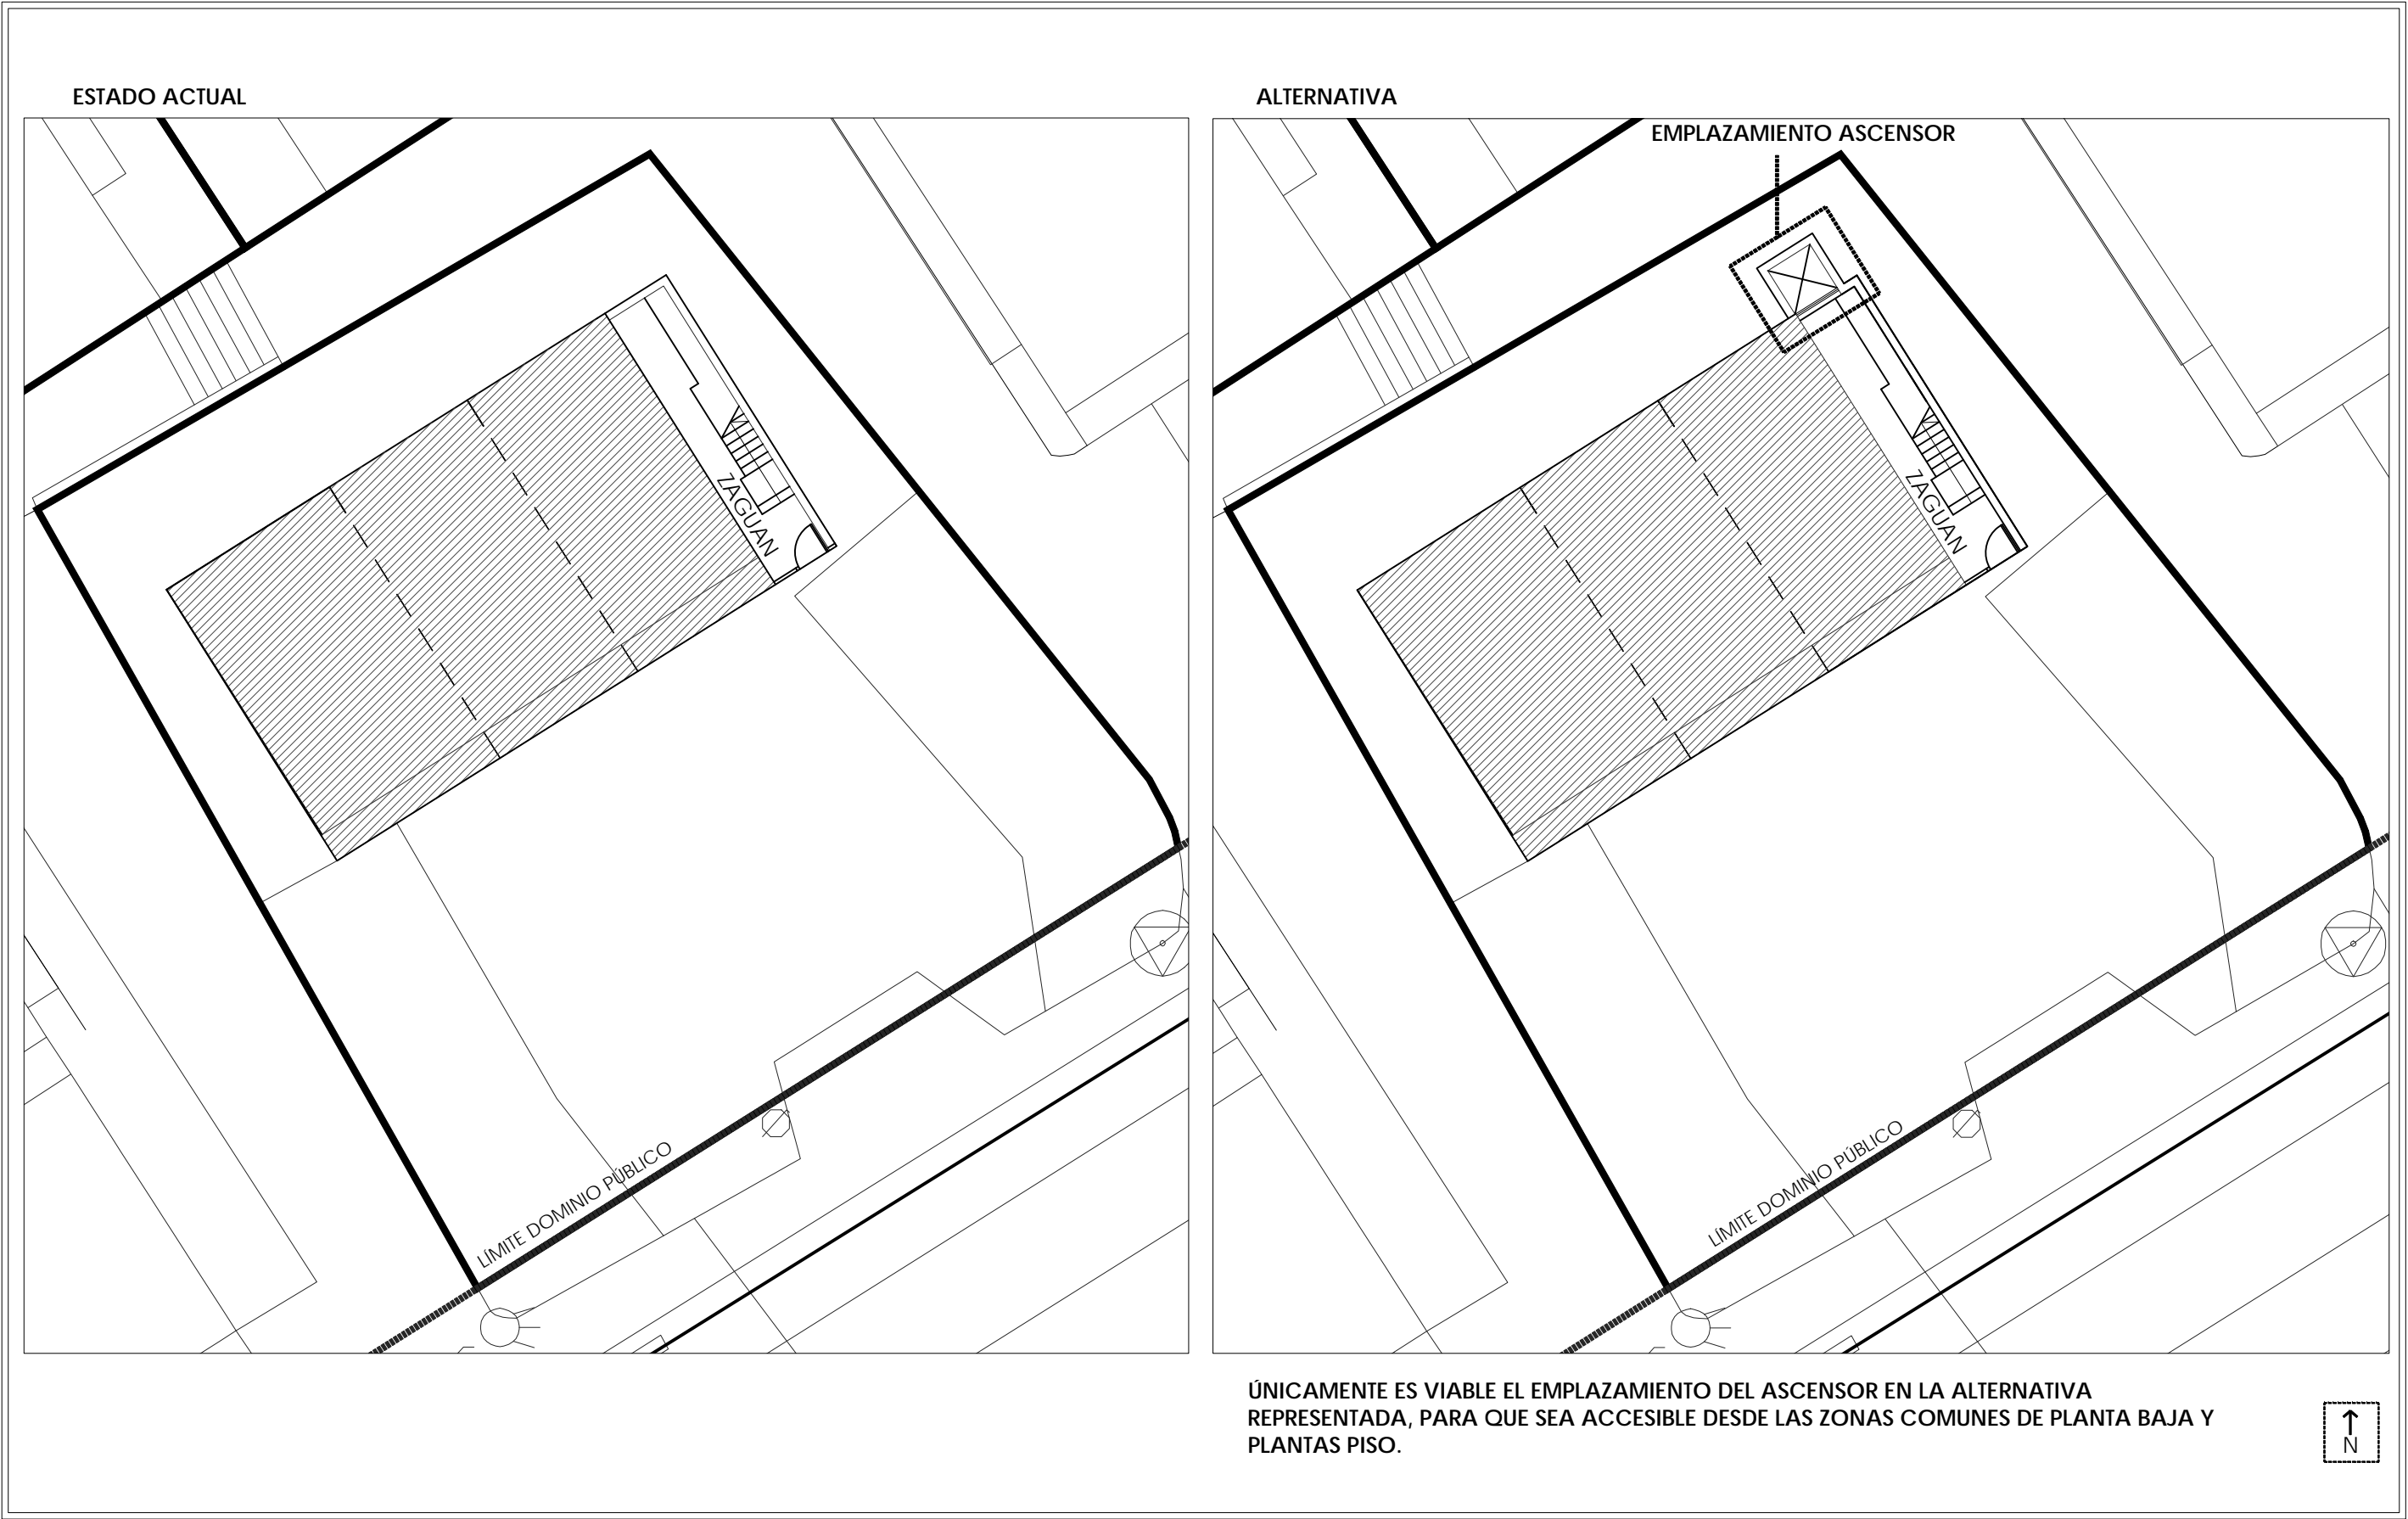 ESTADO ACTUAL
ZAGUAN
LÍMITE DOMINIO PÚBLICO
ALTERNATIVA
EMPLAZAMIENTO ASCENSOR
ZAGUAN
LÍMITE DOMINIO PÚBLICO
ÚNICAMENTE ES VIABLE EL EMPLAZAMIENTO DEL ASCENSOR EN LA ALTERNATIVA
REPRESENTADA, PARA QUE SEA ACCESIBLE DESDE LAS ZONAS COMUNES DE PLANTA BAJA Y
PLANTAS PISO.
N